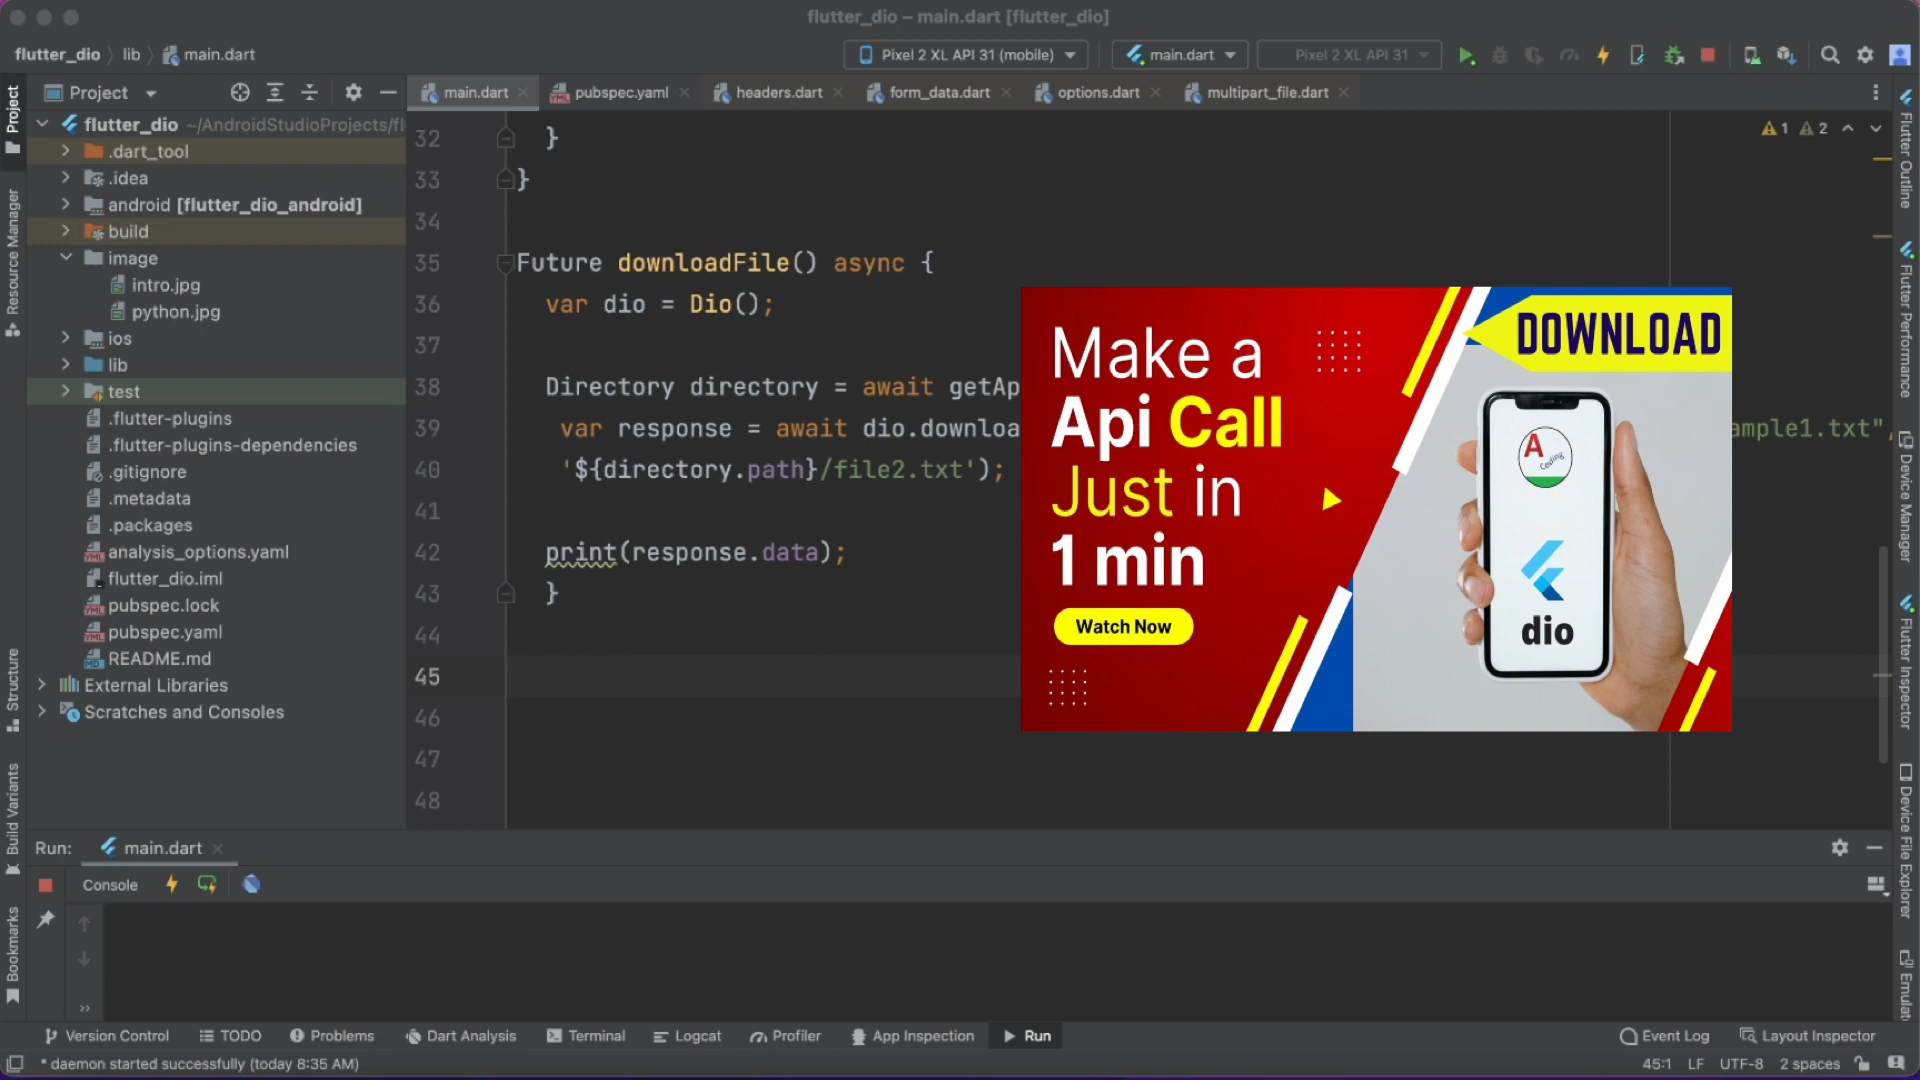 flutter_dio – main.dart [flutter_dio]
flutter_dio lib main.dart
Pixel 2 XL API 31 (mobile)
main.dart
Pixel 2 XL API 31
Project
main.dart
pubspec.yaml
headers.dart
form_data.dart
options.dart
multipart_file.dart
1 2
flutter_dio ~/AndroidStudioProjects/
.dart_tool
.idea
android [flutter_dio_android]
build
image
intro.jpg
python.jpg
ios
lib
test
.flutter-plugins
.flutter-plugins-dependencies
.gitignore
.metadata
.packages
analysis_options.yaml
flutter_dio.iml
pubspec.lock
pubspec.yaml
README.md
External Libraries
Scratches and Consoles
32 }
33 }
34
35 Future downloadFile() async {
36 var dio = Dio();
37
38 Directory directory = await getAp
39 var response = await dio.downloa ample1.txt",
40 '${directory.path}/file2.txt');
41
42 print(response.data);
43 }
44
45
46
47
48
Make a
Api Call
Just in
1 min
Watch Now
DOWNLOAD
A
Coding
dio
Project
Resource Manager
Structure
Build Variants
Bookmarks
Flutter Outline
Flutter Performance
Device Manager
Flutter Inspector
Device File Explorer
Emulat
Run: main.dart
Console
Version Control
TODO
Problems
Dart Analysis
Terminal
Logcat
Profiler
App Inspection
Run
Event Log
Layout Inspector
* daemon started successfully (today 8:35 AM)
45:1 LF UTF-8 2 spaces